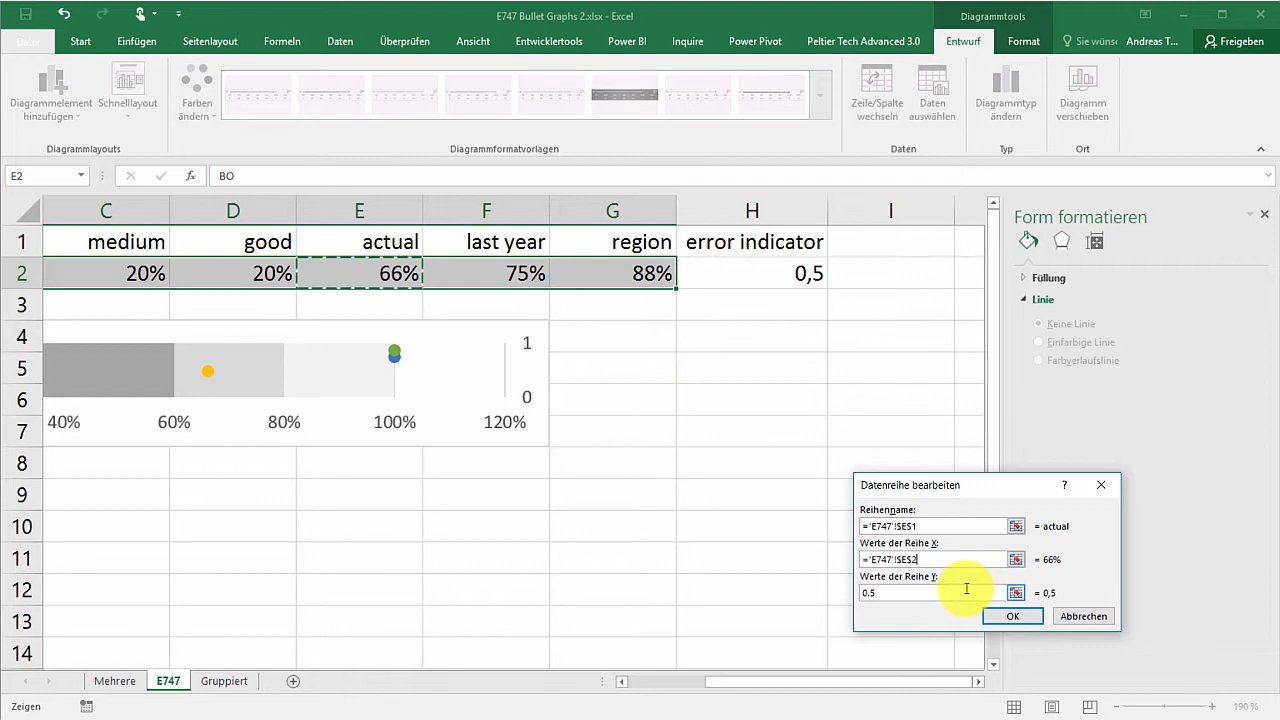 E747 Bullet Graphs 2.xlsx - Excel
Diagrammtools
Datei Start Einfügen Seitenlayout Formeln Daten Überprüfen Ansicht Entwicklertools Power BI Inquire Power Pivot Peltier Tech Advanced 3.0 Entwurf Format Sie wüns Andreas T... Freigeben
Diagrammelement hinzufügen
Schnelllayout
Farben ändern
Zeile/Spalte wechseln
Daten auswählen
Diagrammtyp ändern
Diagramm verschieben
Diagrammlayouts Diagrammformatvorlagen Daten Typ Ort
E2 fx BO
C D E F G H I
1 medium good actual last year region error indicator
2 20% 20% 66% 75% 88% 0,5
3
4
5
6
7
8
9
10
11
12
13
14
1
0
40% 60% 80% 100% 120%
Form formatieren
Füllung
Linie
Keine Linie
Einfarbige Linie
Farbverlaufslinie
Datenreihe bearbeiten ?
Reihenname:
='E747'!$E$1 = actual
Werte der Reihe X:
='E747'!$E$2 = 66%
Werte der Reihe Y:
0.5 = 0,5
OK Abbrechen
Mehrere E747 Gruppiert
Zeigen 190 %